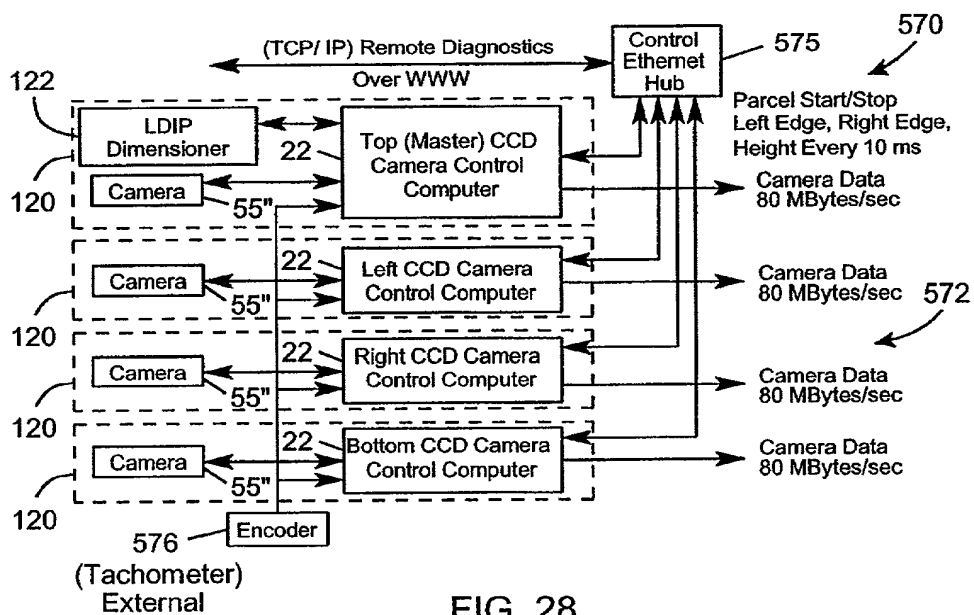 (TCP/ IP) Remote Diagnostics
Over WWW
Control
Ethernet
Hub
575
570
Parcel Start/Stop
Left Edge, Right Edge,
Height Every 10 ms
122
LDIP
Dimensioner
22
Top (Master) CCD
Camera Control
Computer
Camera
120
55"
Camera Data
80 MBytes/sec
22
Left CCD Camera
Control Computer
Camera
55"
120
Camera Data
80 MBytes/sec
572
22
Right CCD Camera
Control Computer
Camera
55"
120
Camera Data
80 MBytes/sec
22
Bottom CCD Camera
Control Computer
Camera
55"
120
Camera Data
80 MBytes/sec
576
Encoder
(Tachometer)
External
FIG. 28